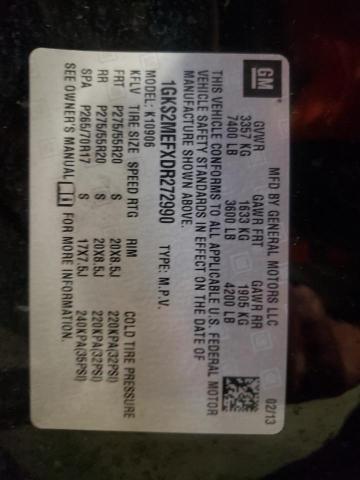 GM
MFD BY GENERAL MOTORS LLC 02/13
GVWR GAWR FRT GAWR RR
3357 KG 1633 KG 1905 KG
7400 LB 3600 LB 4200 LB
THIS VEHICLE CONFORMS TO ALL APPLICABLE U.S. FEDERAL MOTOR
VEHICLE SAFETY STANDARDS IN EFFECT ON THE DATE OF
MANUFACTURE SHOWN ABOVE.
1GKS2MEFXDR272990 TYPE: M.P.V.
MODEL: K10906
KFLV TIRE SIZE SPEED RTG RIM COLD TIRE PRESSURE
FRT P275/55R20 S 20X8.5J 220KPA(32PSI)
RR P275/55R20 S 20X8.5J 220KPA(32PSI)
SPA P265/70R17 S 17X7.5J 240KPA(35PSI)
SEE OWNER'S MANUAL FOR MORE INFORMATION.